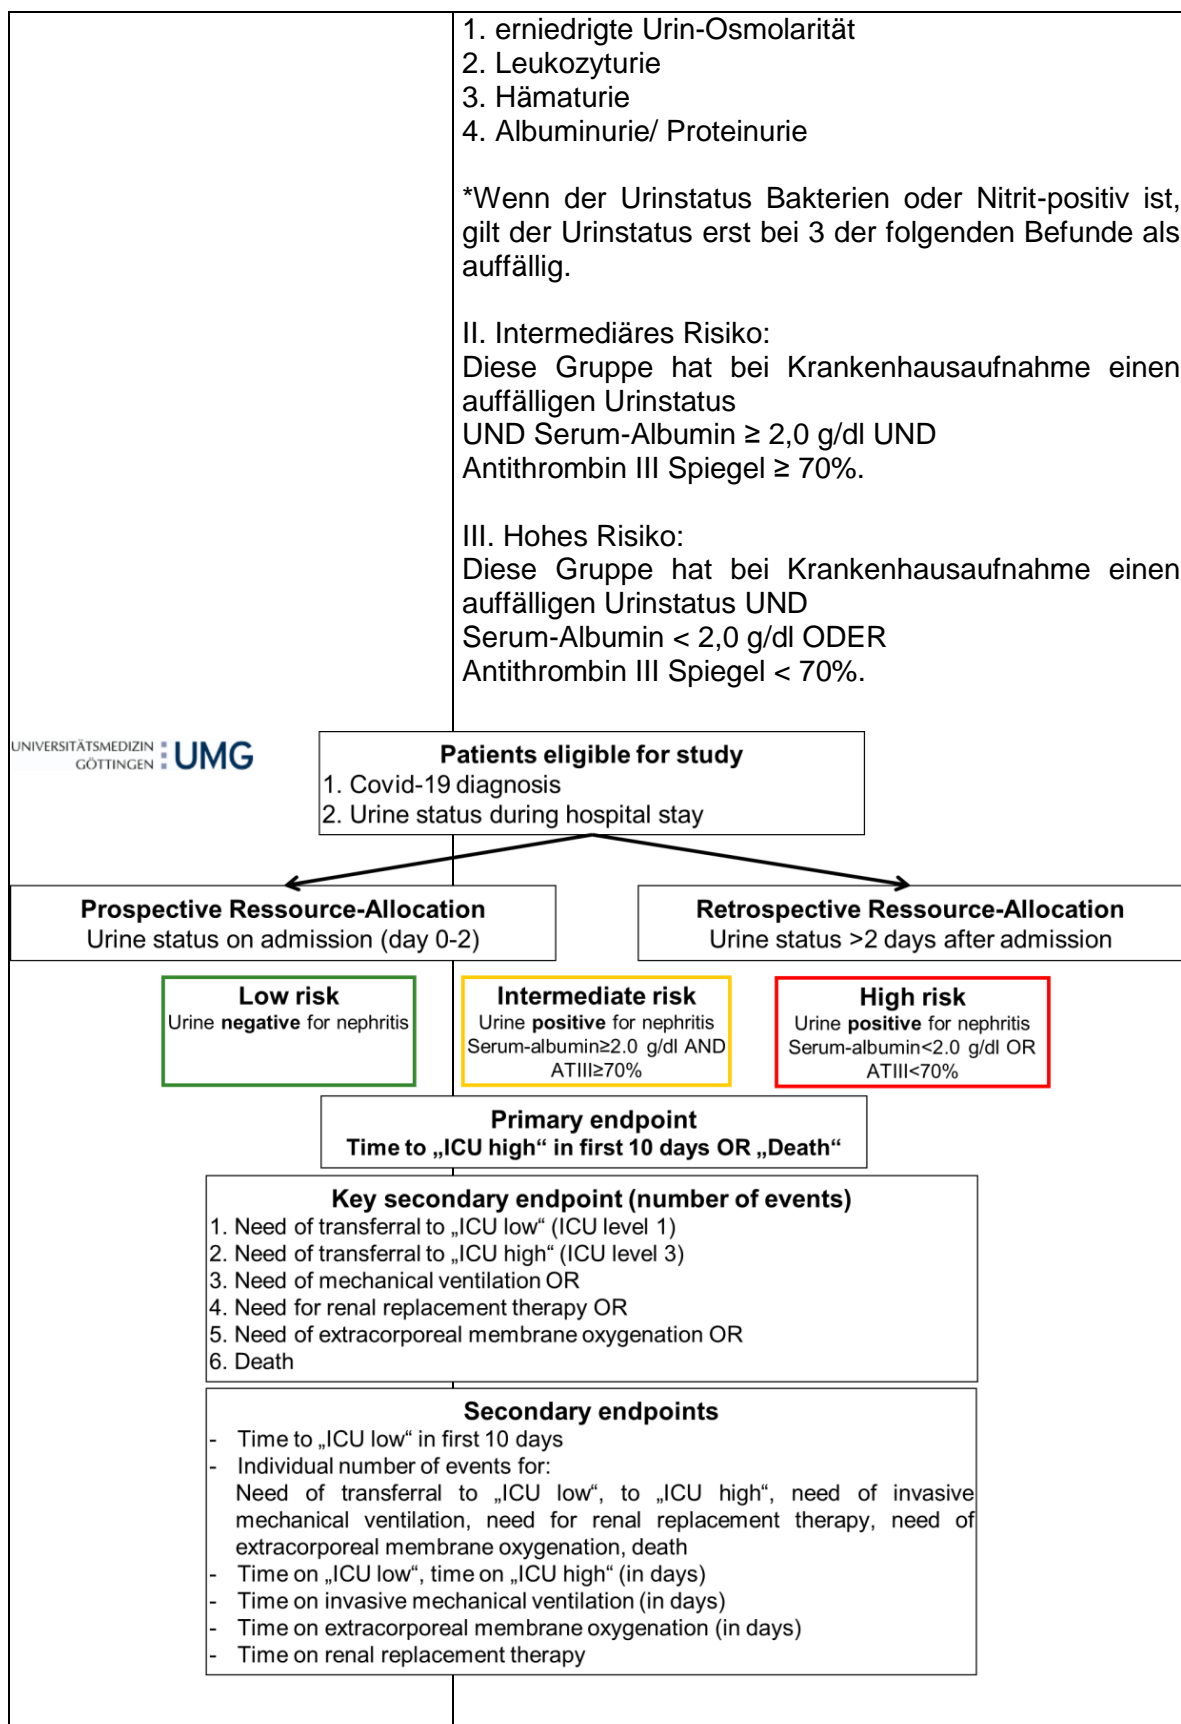 1. erniedrigte Urin-Osmolarität
2. Leukozyturie
3. Hämaturie
4. Albuminurie/ Proteinurie
*Wenn der Urinstatus Bakterien oder Nitrit-positiv ist,
gilt der Urinstatus erst bei 3 der folgenden Befunde als
auffällig.
II. Intermediäres Risiko:
Diese Gruppe hat bei Krankenhausaufnahme einen
auffälligen Urinstatus
UND Serum-Albumin ≥ 2,0 g/dl UND
Antithrombin III Spiegel ≥ 70%.
III. Hohes Risiko:
Diese Gruppe hat bei Krankenhausaufnahme einen
auffälligen Urinstatus UND
Serum-Albumin < 2,0 g/dl ODER
Antithrombin III Spiegel < 70%.
UNIVERSITÄTSMEDIZIN
GÖTTINGEN
UMG
Patients eligible for study
1. Covid-19 diagnosis
2. Urine status during hospital stay
Prospective Ressource-Allocation
Urine status on admission (day 0-2)
Retrospective Ressource-Allocation
Urine status >2 days after admission
Low risk
Urine negative for nephritis
Intermediate risk
Urine positive for nephritis
Serum-albumin≥2.0 g/dl AND
ATIII≥70%
High risk
Urine positive for nephritis
Serum-albumin<2.0 g/dl OR
ATIII<70%
Primary endpoint
Time to „ICU high“ in first 10 days OR „Death“
Key secondary endpoint (number of events)
1. Need of transferral to „ICU low“ (ICU level 1)
2. Need of transferral to „ICU high“ (ICU level 3)
3. Need of mechanical ventilation OR
4. Need for renal replacement therapy OR
5. Need of extracorporeal membrane oxygenation OR
6. Death
Secondary endpoints
- Time to „ICU low“ in first 10 days
- Individual number of events for:
Need of transferral to „ICU low“, to „ICU high“, need of invasive
mechanical ventilation, need for renal replacement therapy, need of
extracorporeal membrane oxygenation, death
- Time on „ICU low“, time on „ICU high“ (in days)
- Time on invasive mechanical ventilation (in days)
- Time on extracorporeal membrane oxygenation (in days)
- Time on renal replacement therapy